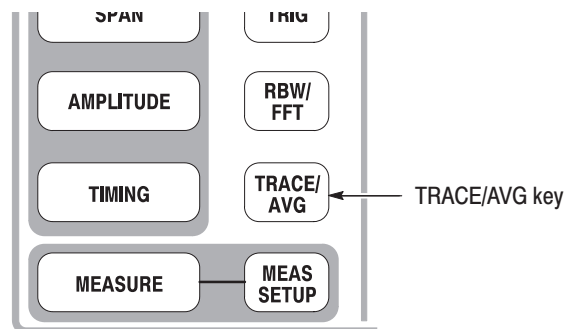 SPAN
TRIG
AMPLITUDE
RBW/
FFT
TIMING
TRACE/
AVG
TRACE/AVG key
MEASURE
MEAS
SETUP